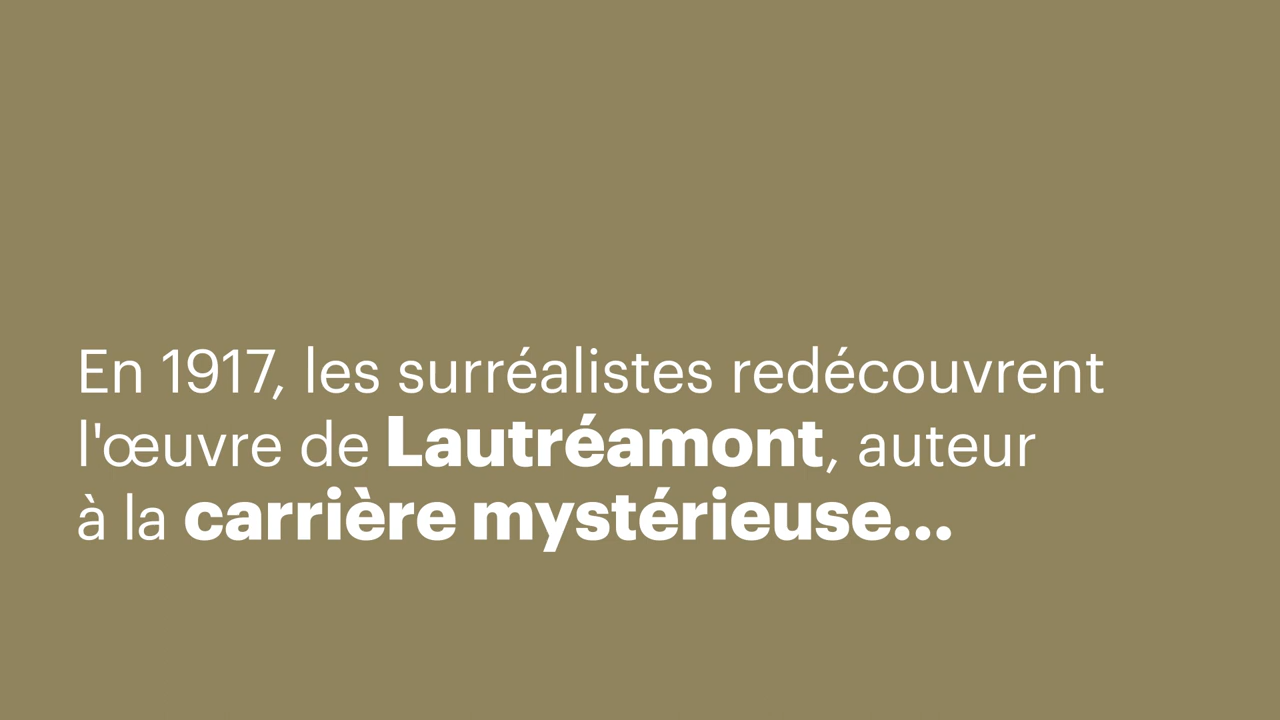 En 1917, les surréalistes redécouvrent
l'œuvre de Lautréamont, auteur
à la carrière mystérieuse...